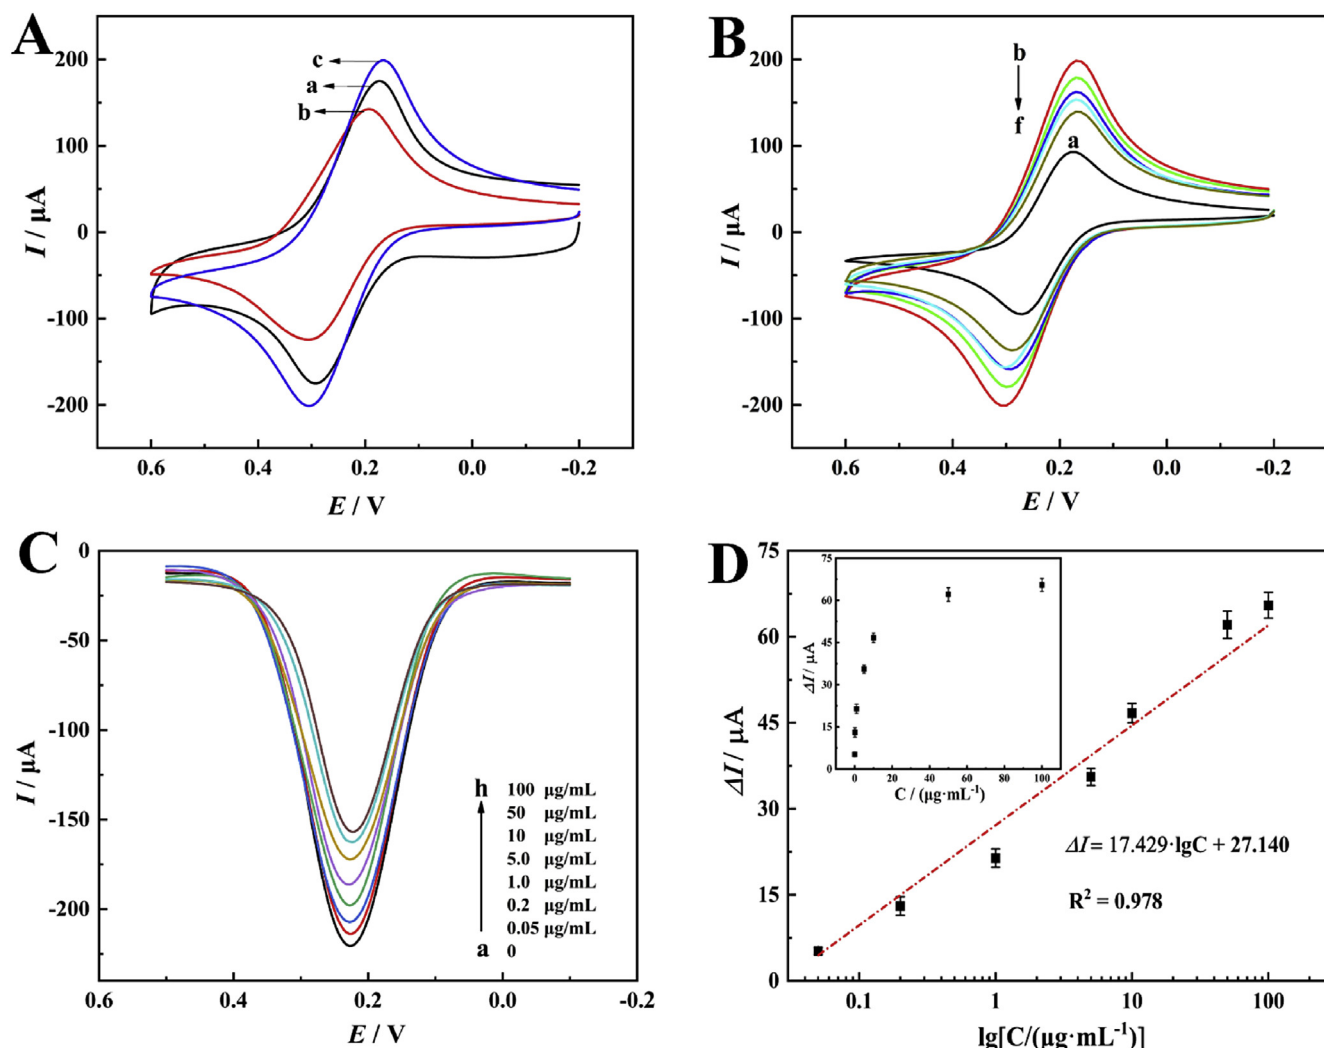 A
200
100
0
-100
-200
I / μA
c
a
b
0.6
0.4
0.2
0.0
-0.2
E / V
B
200
100
0
-100
-200
I / μA
b
f
a
0.6
0.4
0.2
0.0
-0.2
E / V
C
0
-50
-100
-150
-200
I / μA
h 100 μg/mL
50 μg/mL
10 μg/mL
5.0 μg/mL
1.0 μg/mL
0.2 μg/mL
0.05 μg/mL
a 0
0.6
0.4
0.2
0.0
-0.2
E / V
D
75
60
45
30
15
0
ΔI / μA
75
60
45
30
15
0
ΔI / μA
0
20
40
60
80
100
C / (μg·mL⁻¹)
ΔI = 17.429·lgC + 27.140
R² = 0.978
0.1
1
10
100
lg[C/(μg·mL⁻¹)]